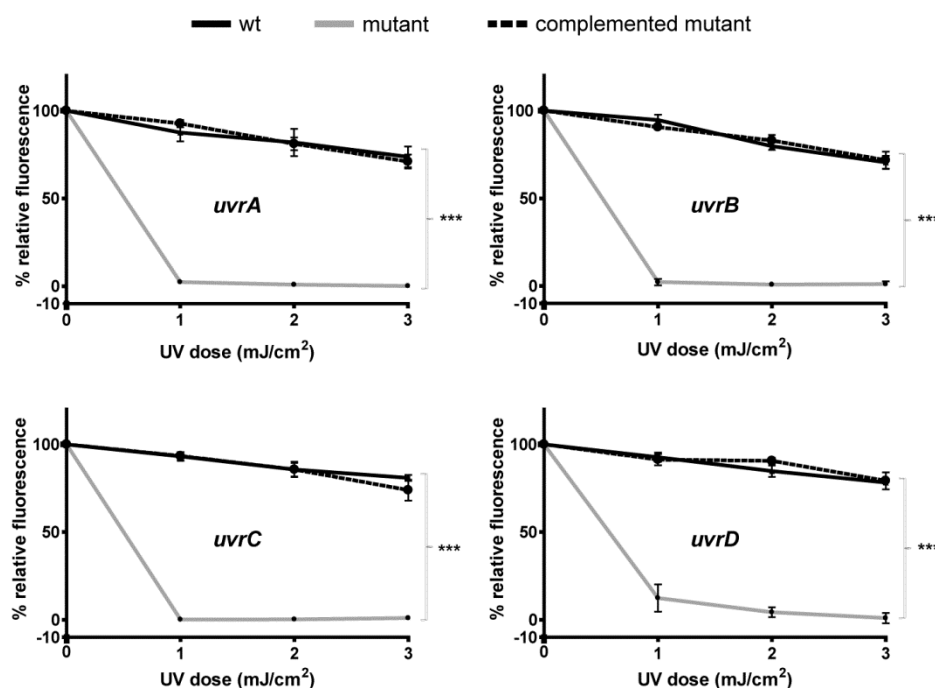 wt mutant complemented mutant
% relative fluorescence
100
50
0
-10
uvrA
***
0 1 2 3
UV dose (mJ/cm²)
% relative fluorescence
100
50
0
-10
uvrB
***
0 1 2 3
UV dose (mJ/cm²)
% relative fluorescence
100
50
0
-10
uvrC
***
0 1 2 3
UV dose (mJ/cm²)
% relative fluorescence
100
50
0
-10
uvrD
***
0 1 2 3
UV dose (mJ/cm²)